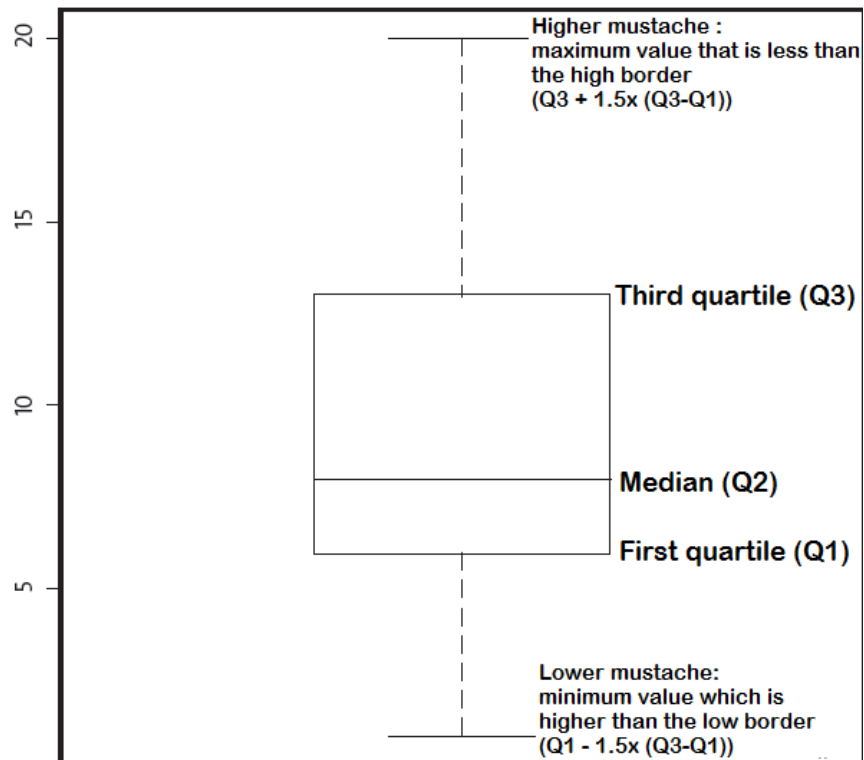 20
Higher mustache :
maximum value that is less than
the high border
(Q3 + 1.5x (Q3-Q1))
15
Third quartile (Q3)
10
Median (Q2)
First quartile (Q1)
5
Lower mustache:
minimum value which is
higher than the low border
(Q1 - 1.5x (Q3-Q1))